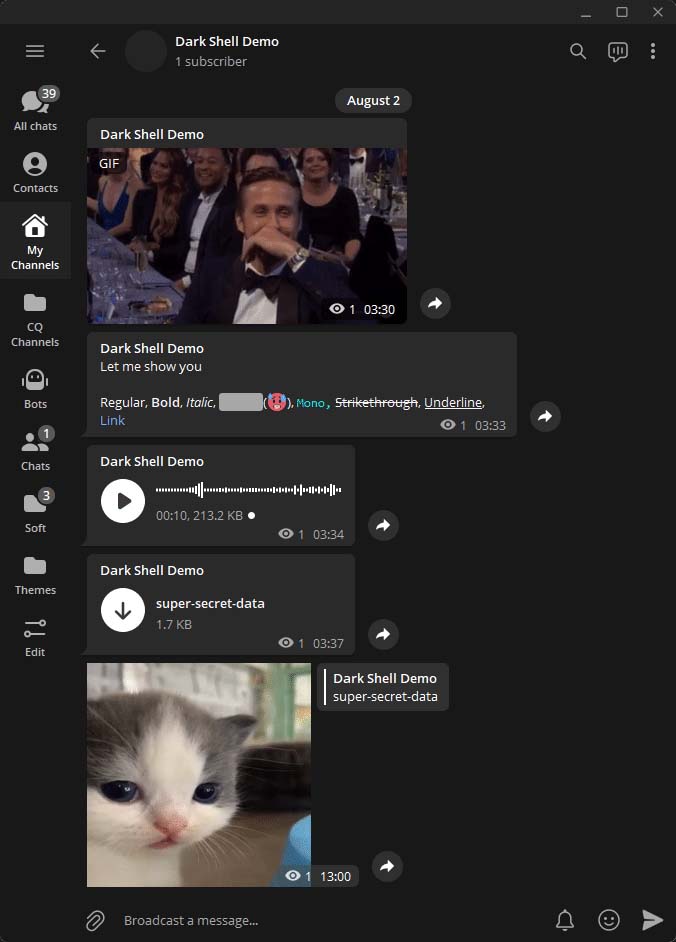 Dark Shell Demo
1 subscriber
39
All chats
Contacts
My
Channels
CQ
Channels
Bots
1
Chats
3
Soft
Themes
Edit
August 2
Dark Shell Demo
GIF
1 03:30
Dark Shell Demo
Let me show you
Regular, Bold, Italic, (🥵), Mono, Strikethrough, Underline,
Link
1 03:33
Dark Shell Demo
00:10, 213.2 KB
1 03:34
Dark Shell Demo
super-secret-data
1.7 KB
1 03:37
Dark Shell Demo
super-secret-data
1 13:00
Broadcast a message...